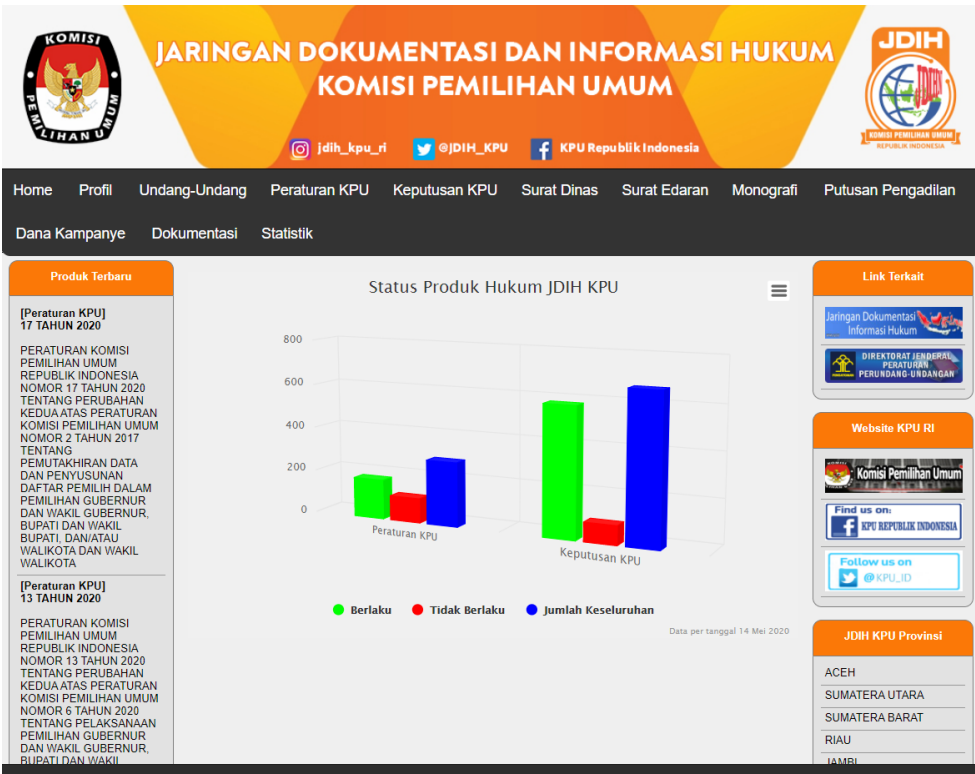 KOMISI
PEMILIHAN UMUM
JARINGAN DOKUMENTASI DAN INFORMASI HUKUM
KOMISI PEMILIHAN UMUM
jdih_kpu_ri
@JDIH_KPU
KPU Republik Indonesia
JDIH
JDIH
KOMISI PEMILIHAN UMUM
REPUBLIK INDONESIA
Home Profil Undang-Undang Peraturan KPU Keputusan KPU Surat Dinas Surat Edaran Monografi Putusan Pengadilan
Dana Kampanye Dokumentasi Statistik
Produk Terbaru
[Peraturan KPU]
17 TAHUN 2020
PERATURAN KOMISI
PEMILIHAN UMUM
REPUBLIK INDONESIA
NOMOR 17 TAHUN 2020
TENTANG PERUBAHAN
KEDUA ATAS PERATURAN
KOMISI PEMILIHAN UMUM
NOMOR 2 TAHUN 2017
TENTANG
PEMUTAKHIRAN DATA
DAN PENYUSUNAN
DAFTAR PEMILIH DALAM
PEMILIHAN GUBERNUR
DAN WAKIL GUBERNUR,
BUPATI DAN WAKIL
BUPATI, DAN/ATAU
WALIKOTA DAN WAKIL
WALIKOTA
[Peraturan KPU]
13 TAHUN 2020
PERATURAN KOMISI
PEMILIHAN UMUM
REPUBLIK INDONESIA
NOMOR 13 TAHUN 2020
TENTANG PERUBAHAN
KEDUA ATAS PERATURAN
KOMISI PEMILIHAN UMUM
NOMOR 6 TAHUN 2020
TENTANG PELAKSANAAN
PEMILIHAN GUBERNUR
DAN WAKIL GUBERNUR,
BUPATI DAN WAKIL
Status Produk Hukum JDIH KPU
800
600
400
200
0
Peraturan KPU
Keputusan KPU
Berlaku Tidak Berlaku Jumlah Keseluruhan
Data per tanggal 14 Mei 2020
Link Terkait
Jaringan Dokumentasi
Informasi Hukum
DIREKTORAT JENDERAL
PERATURAN
PERUNDANG-UNDANGAN
Website KPU RI
Komisi Pemilihan Umum
Find us on:
KPU REPUBLIK INDONESIA
Follow us on
@KPU_ID
JDIH KPU Provinsi
ACEH
SUMATERA UTARA
SUMATERA BARAT
RIAU
JAMBI